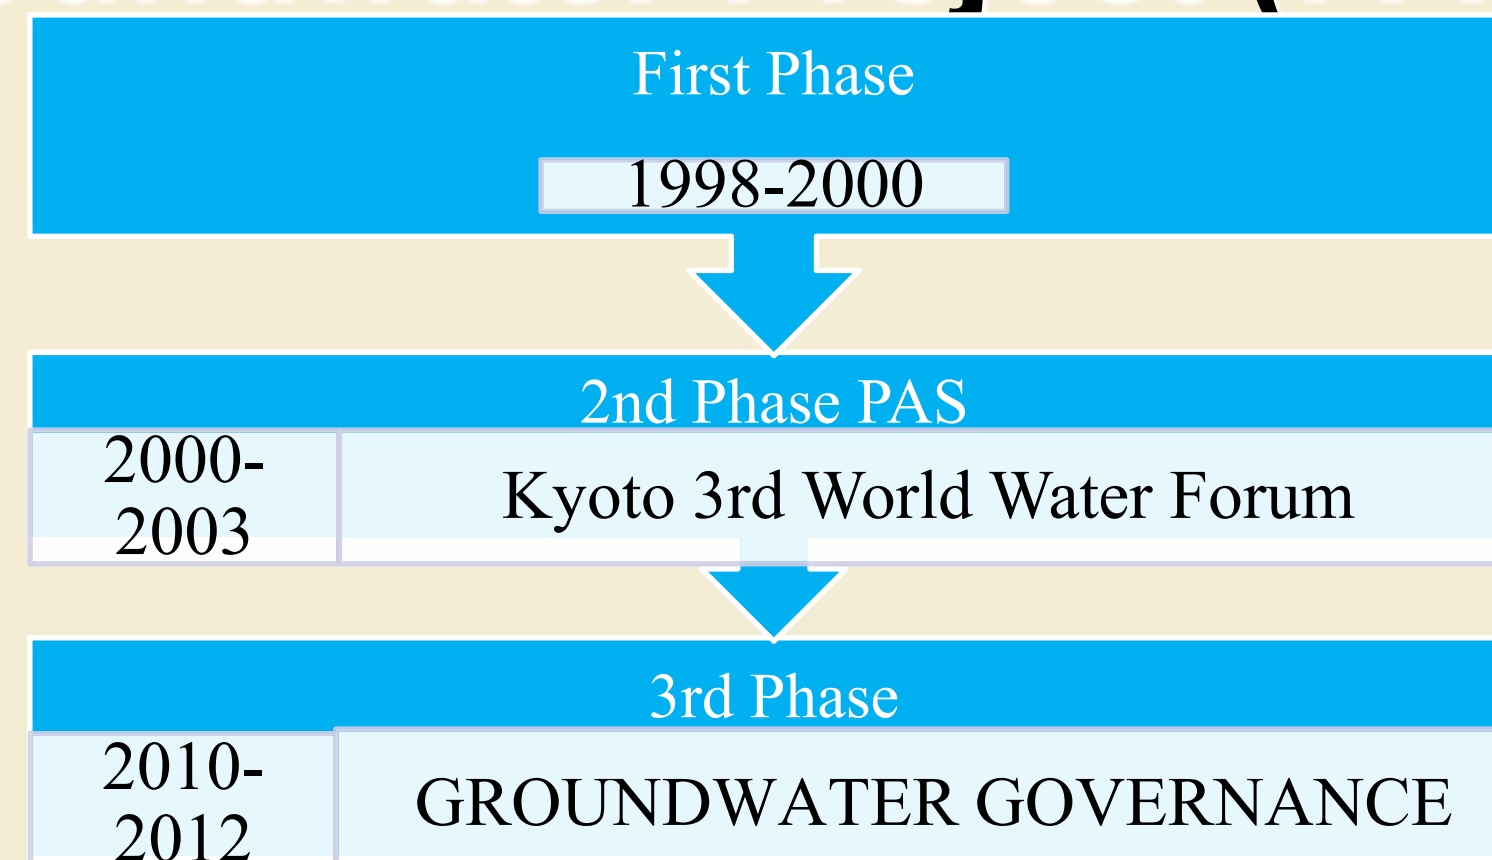 First Phase
1998-2000
2nd Phase PAS
2000-
2003
Kyoto 3rd World Water Forum
3rd Phase
2010-
2012
GROUNDWATER GOVERNANCE